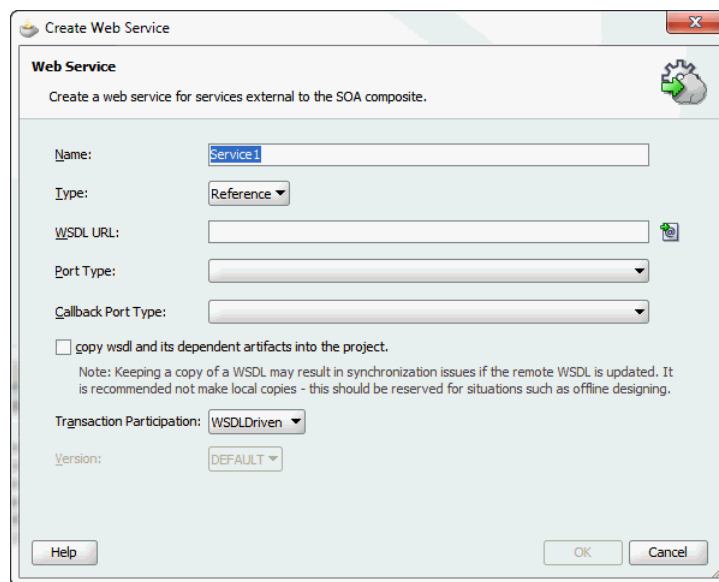 Create Web Service
Web Service
Create a web service for services external to the SOA composite.
Name: Service1
Type: Reference
WSDL URL:
Port Type:
Callback Port Type:
copy wsdl and its dependent artifacts into the project.
Note: Keeping a copy of a WSDL may result in synchronization issues if the remote WSDL is updated. It
is recommended not make local copies - this should be reserved for situations such as offline designing.
Transaction Participation: WSDLDriven
Version: DEFAULT
Help OK Cancel